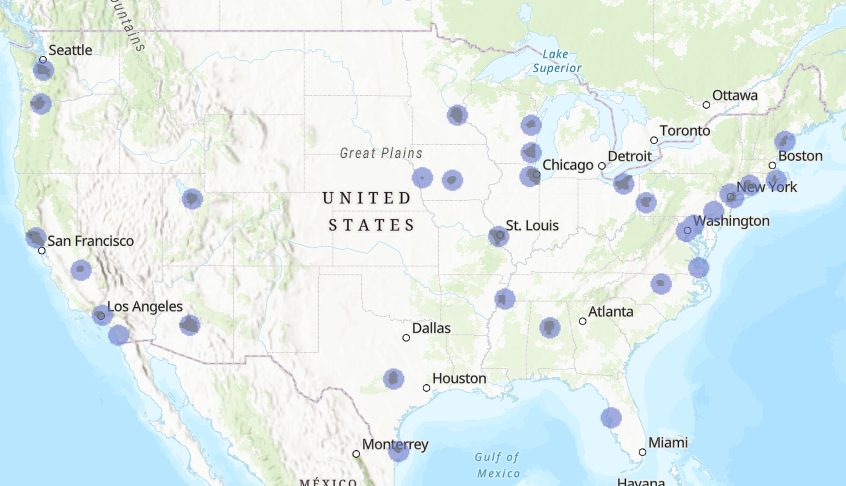 ountains
Seattle
Lake
Superior
Ottawa
Toronto
Great Plains
Chicago
Detroit
Boston
UNITED
STATES
New York
St. Louis
Washington
San Francisco
Los Angeles
Atlanta
Dallas
Houston
Monterrey
Gulf of
Mexico
Miami
MÉXICO
Havana